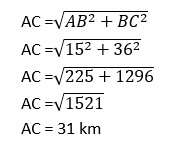 AC =√AB² + BC²
AC =√15² + 36²
AC =√225 + 1296
AC =√1521
AC = 31 km